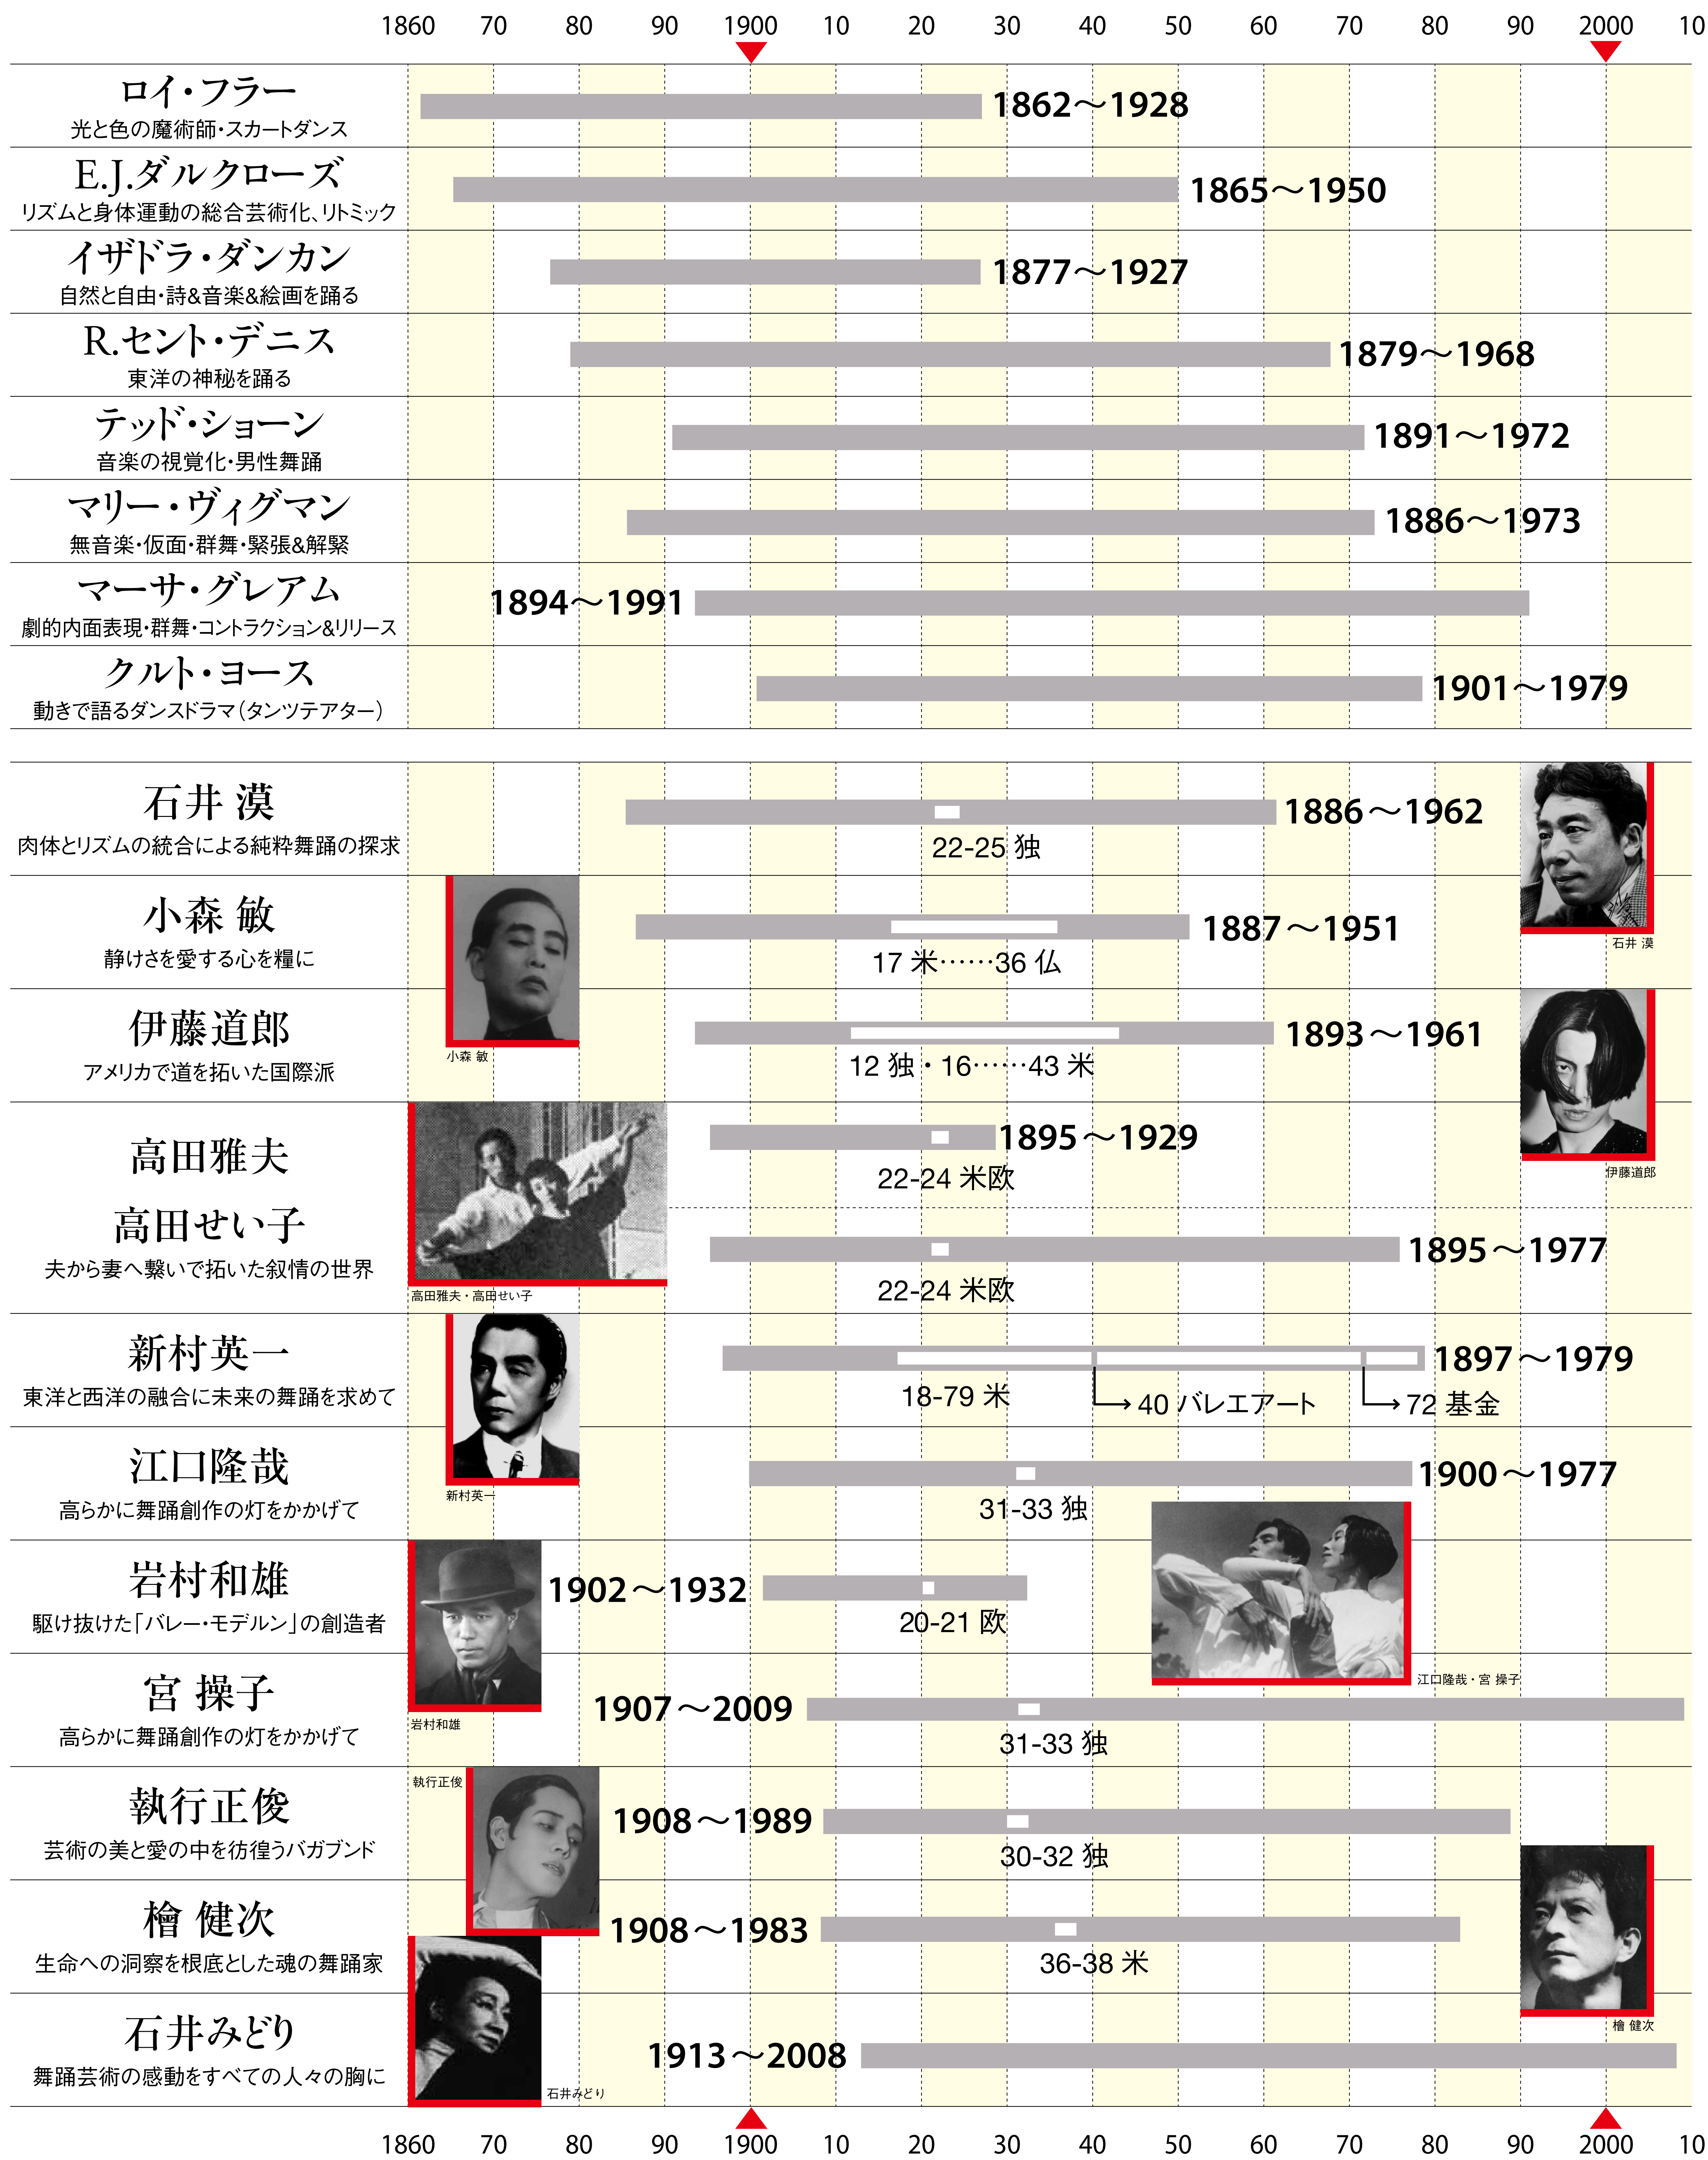 1860 70 80 90 1900 10 20 30 40 50 60 70 80 90 2000 10
ロイ・フラー
光と色の魔術師・スカートダンス
1862〜1928
E.J.ダルクローズ
リズムと身体運動の総合芸術化、リトミック
1865〜1950
イザドラ・ダンカン
自然と自由・詩&音楽&絵画を踊る
1877〜1927
R.セント・デニス
東洋の神秘を踊る
1879〜1968
テッド・ショーン
音楽の視覚化・男性舞踊
1891〜1972
マリー・ヴィグマン
無音楽・仮面・群舞・緊張&解緊
1886〜1973
マーサ・グレアム
劇的内面表現・群舞・コントラクション&リリース
1894〜1991
クルト・ヨース
動きで語るダンスドラマ（タンツテアター）
1901〜1979
石井 漠
肉体とリズムの統合による純粋舞踊の探求
1886〜1962
22-25 独
石井 漠
小森 敏
静けさを愛する心を糧に
1887〜1951
17 米……36 仏
小森 敏
伊藤道郎
アメリカで道を拓いた国際派
1893〜1961
12 独・16……43 米
伊藤道郎
高田雅夫
1895〜1929
22-24 米欧
高田せい子
夫から妻へ繋いで拓いた叙情の世界
1895〜1977
22-24 米欧
高田雅夫・高田せい子
新村英一
東洋と西洋の融合に未来の舞踊を求めて
1897〜1979
18-79 米
40 バレエアート
72 基金
新村英一
江口隆哉
高らかに舞踊創作の灯をかかげて
1900〜1977
31-33 独
岩村和雄
駆け抜けた「バレー・モデルン」の創造者
1902〜1932
20-21 欧
江口隆哉・宮 操子
岩村和雄
宮 操子
高らかに舞踊創作の灯をかかげて
1907〜2009
31-33 独
執行正俊
芸術の美と愛の中を彷徨うバガブンド
執行正俊
1908〜1989
30-32 独
檜 健次
生命への洞察を根底とした魂の舞踊家
1908〜1983
36-38 米
檜 健次
石井みどり
舞踊芸術の感動をすべての人々の胸に
1913〜2008
石井みどり
1860 70 80 90 1900 10 20 30 40 50 60 70 80 90 2000 10